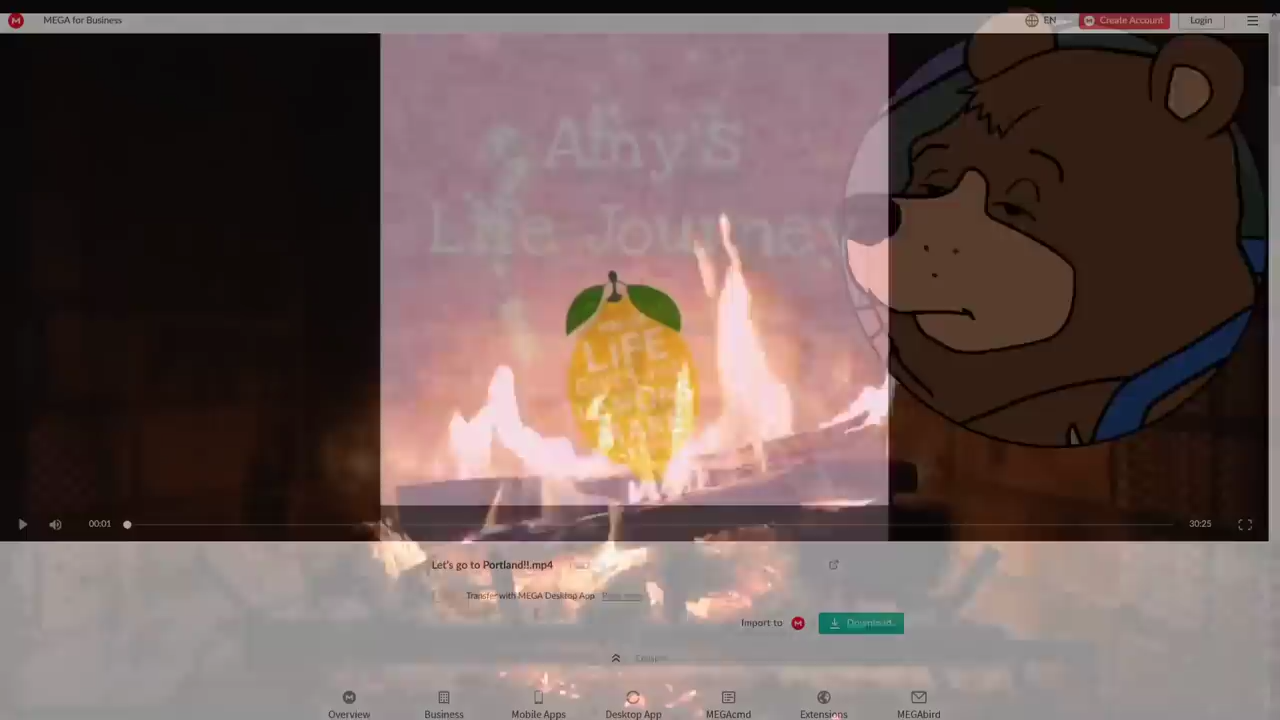 MEGA for Business
EN
Create Account
Login
Amy's
Life Journey
LIFE
00:01
30:25
Let's go to Portland!!.mp4
Transfer with MEGA Desktop App
Import to
Download
Overview
Business
Mobile Apps
Desktop App
MEGAcmd
Extensions
MEGAbird